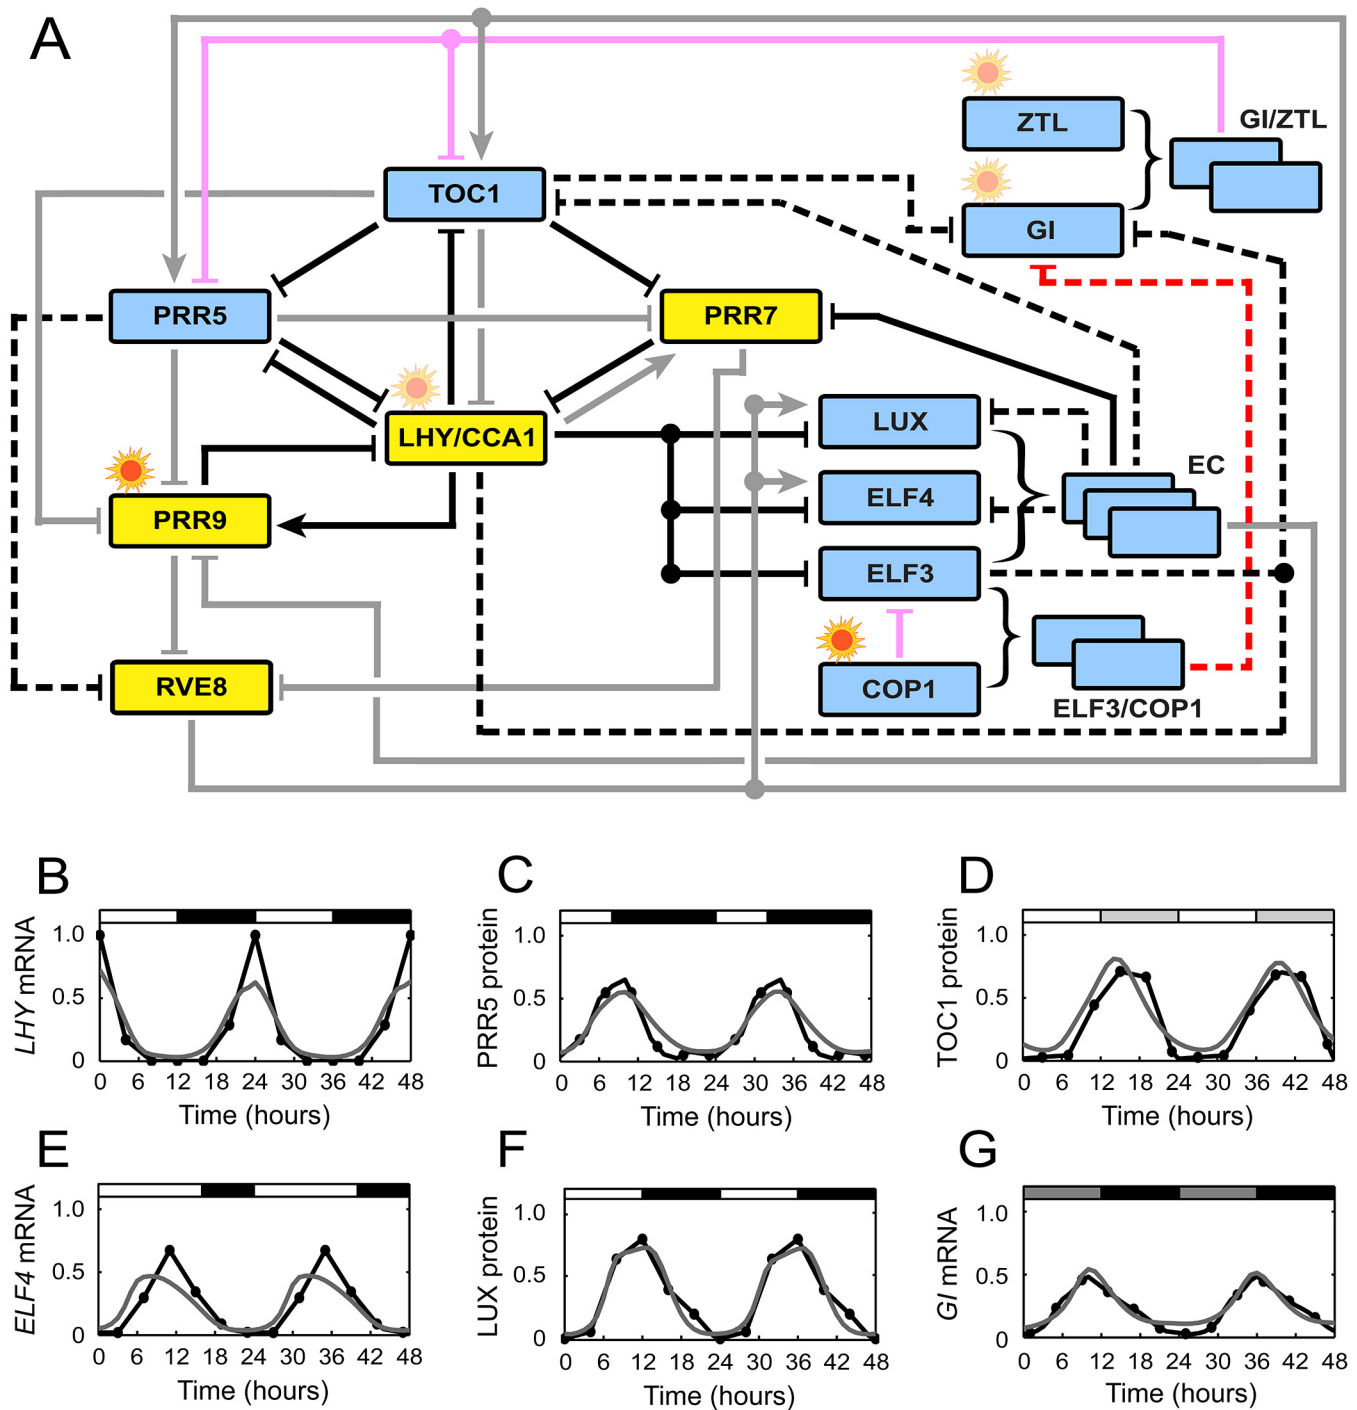 A
ZTL
GI/ZTL
TOC1
GI
PRR5
PRR7
LHY/CCA1
LUX
EC
ELF4
PRR9
ELF3
RVE8
COP1
ELF3/COP1
B
LHY mRNA
1.0
0.5
0
0 6 12 18 24 30 36 42 48
Time (hours)
C
PRR5 protein
1.0
0.5
0
0 6 12 18 24 30 36 42 48
Time (hours)
D
TOC1 protein
1.0
0.5
0
0 6 12 18 24 30 36 42 48
Time (hours)
E
ELF4 mRNA
1.0
0.5
0
0 6 12 18 24 30 36 42 48
Time (hours)
F
LUX protein
1.0
0.5
0
0 6 12 18 24 30 36 42 48
Time (hours)
G
GI mRNA
1.0
0.5
0
0 6 12 18 24 30 36 42 48
Time (hours)